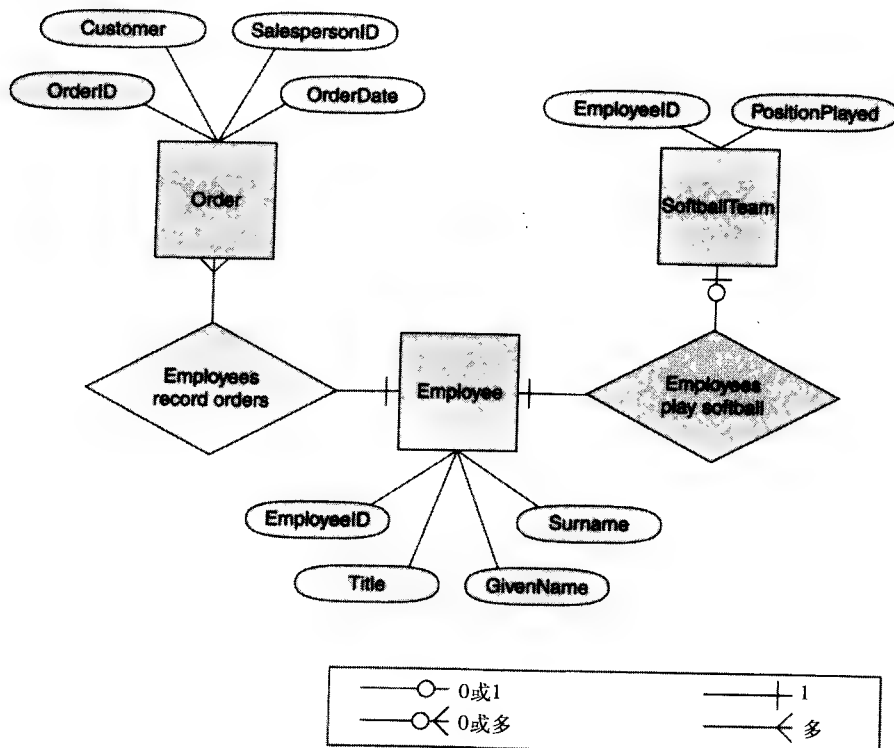 Customer
SalespersonID
OrderID
OrderDate
EmployeeID
PositionPlayed
Order
SoftballTeam
Employees
record orders
Employee
Employees
play softball
EmployeeID
Surname
Title
GivenName
0或1
1
0或多
多